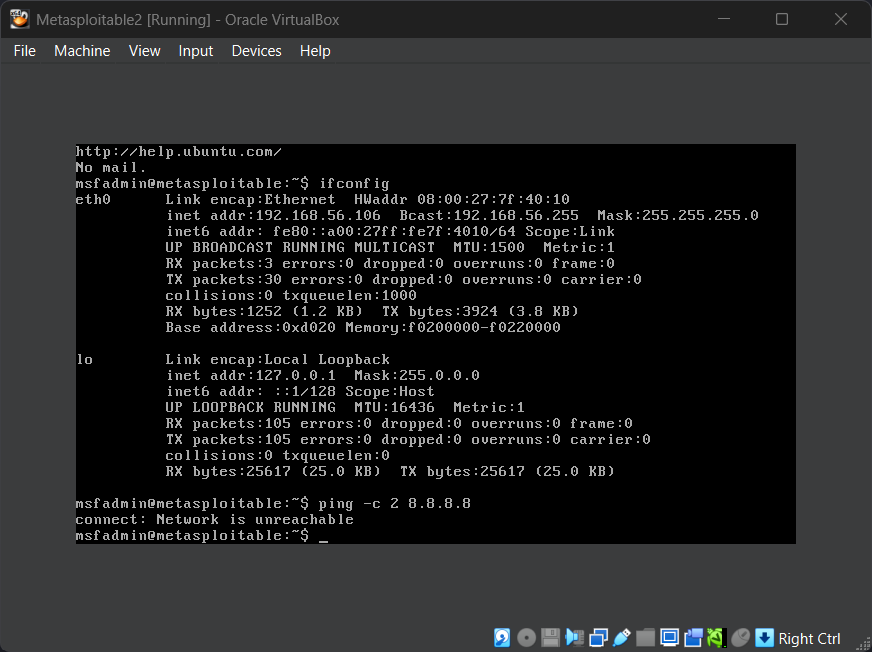 Metasploitable2 [Running] - Oracle VirtualBox
File Machine View Input Devices Help
http://help.ubuntu.com/
No mail.
msfadmin@metasploitable:~$ ifconfig
eth0 Link encap:Ethernet HWaddr 08:00:27:7f:40:10
inet addr:192.168.56.106 Bcast:192.168.56.255 Mask:255.255.255.0
inet6 addr: fe80::a00:27ff:fe7f:4010/64 Scope:Link
UP BROADCAST RUNNING MULTICAST MTU:1500 Metric:1
RX packets:3 errors:0 dropped:0 overruns:0 frame:0
TX packets:30 errors:0 dropped:0 overruns:0 carrier:0
collisions:0 txqueuelen:1000
RX bytes:1252 (1.2 KB) TX bytes:3924 (3.8 KB)
Base address:0xd020 Memory:f0200000-f0220000
lo Link encap:Local Loopback
inet addr:127.0.0.1 Mask:255.0.0.0
inet6 addr: ::1/128 Scope:Host
UP LOOPBACK RUNNING MTU:16436 Metric:1
RX packets:105 errors:0 dropped:0 overruns:0 frame:0
TX packets:105 errors:0 dropped:0 overruns:0 carrier:0
collisions:0 txqueuelen:0
RX bytes:25617 (25.0 KB) TX bytes:25617 (25.0 KB)
msfadmin@metasploitable:~$ ping -c 2 8.8.8.8
connect: Network is unreachable
msfadmin@metasploitable:~$ _
Right Ctrl